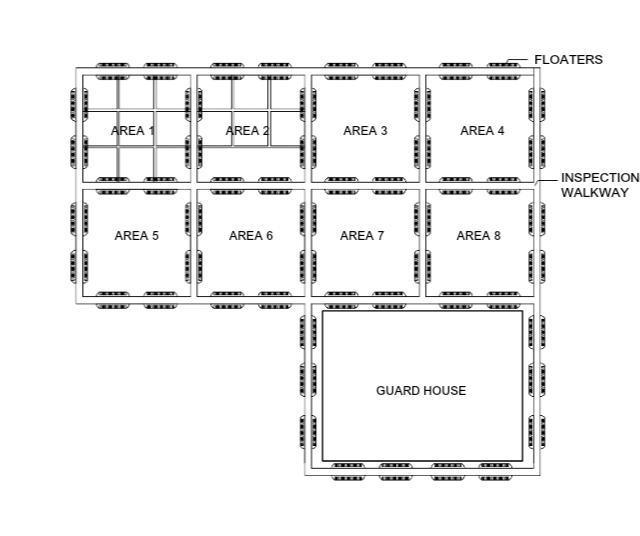 FLOATERS
AREA 1
AREA 2
AREA 3
AREA 4
INSPECTION
WALKWAY
AREA 5
AREA 6
AREA 7
AREA 8
GUARD HOUSE